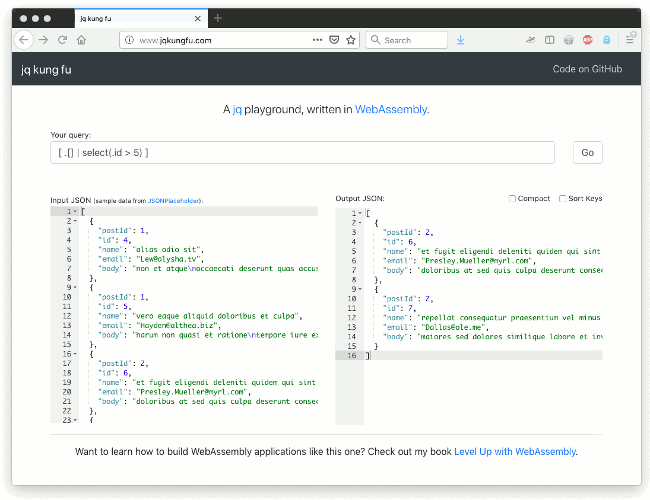 jq kung fu
www.jqkungfu.com
Search
jq kung fu
Code on GitHub
A jq playground, written in WebAssembly.
Your query:
[ .[] | select(.id > 5) ]
Go
Input JSON (sample data from JSONPlaceholder):
1 [
2 {
3 "postId": 1,
4 "id": 4,
5 "name": "alias odio sit",
6 "email": "Lew@alysha.tv",
7 "body": "non et atque\noccaecati deserunt quas accus
8 },
9 {
10 "postId": 1,
11 "id": 5,
12 "name": "vero eaque aliquid doloribus et culpa",
13 "email": "Hayden@althea.biz",
14 "body": "harum non quasi et ratione\ntempore iure ex
15 },
16 {
17 "postId": 2,
18 "id": 6,
19 "name": "et fugit eligendi deleniti quidem qui sint
20 "email": "Presley.Mueller@myrl.com",
21 "body": "doloribus at sed quis culpa deserunt consec
22 },
23 {
Output JSON:
Compact
Sort Keys
1 [
2 {
3 "postId": 2,
4 "id": 6,
5 "name": "et fugit eligendi deleniti quidem qui sint
6 "email": "Presley.Mueller@myrl.com",
7 "body": "doloribus at sed quis culpa deserunt consec
8 },
9 {
10 "postId": 2,
11 "id": 7,
12 "name": "repellat consequatur praesentium vel minus
13 "email": "Dallas@ole.me",
14 "body": "maiores sed dolores similique labore et inv
15 }
16 ]
Want to learn how to build WebAssembly applications like this one? Check out my book Level Up with WebAssembly.